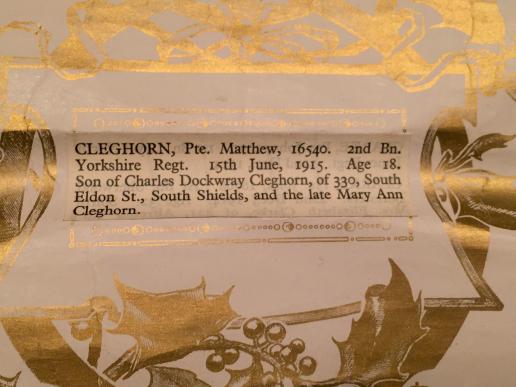 CLEGHORN, Pte. Matthew, 16540. 2nd Bn.
Yorkshire Regt. 15th June, 1915. Age 18.
Son of Charles Dockwray Cleghorn, of 330, South
Eldon St., South Shields, and the late Mary Ann
Cleghorn.